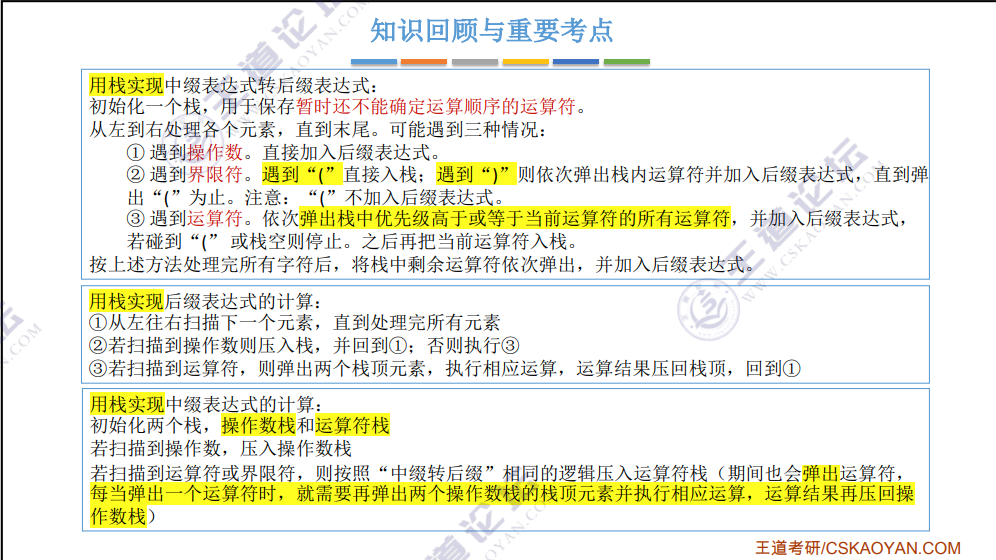 知识回顾与重要考点
用栈实现中缀表达式转后缀表达式：
初始化一个栈，用于保存暂时还不能确定运算顺序的运算符。
从左到右处理各个元素，直到末尾。可能遇到三种情况：
① 遇到操作数。直接加入后缀表达式。
② 遇到界限符。遇到“(”直接入栈；遇到“)”则依次弹出栈内运算符并加入后缀表达式，直到弹
出“(”为止。注意：“(”不加入后缀表达式。
③ 遇到运算符。依次弹出栈中优先级高于或等于当前运算符的所有运算符，并加入后缀表达式，
若碰到“(” 或栈空则停止。之后再把当前运算符入栈。
按上述方法处理完所有字符后，将栈中剩余运算符依次弹出，并加入后缀表达式。
用栈实现后缀表达式的计算：
①从左往右扫描下一个元素，直到处理完所有元素
②若扫描到操作数则压入栈，并回到①；否则执行③
③若扫描到运算符，则弹出两个栈顶元素，执行相应运算，运算结果压回栈顶，回到①
用栈实现中缀表达式的计算：
初始化两个栈，操作数栈和运算符栈
若扫描到操作数，压入操作数栈
若扫描到运算符或界限符，则按照“中缀转后缀”相同的逻辑压入运算符栈（期间也会弹出运算符，
每当弹出一个运算符时，就需要再弹出两个操作数栈的栈顶元素并执行相应运算，运算结果再压回操
作数栈）
王道论坛
WWW.CSKAOYAN.COM
王道考研/CSKAOYAN.COM